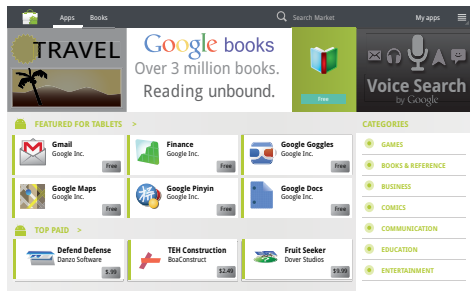 Apps Books Search Market My apps
TRAVEL
Google books
Over 3 million books.
Reading unbound.
Free
Voice Search
by Google
FEATURED FOR TABLETS >
Gmail
Google Inc.
Free
Finance
Google Inc.
Free
Google Goggles
Google Inc.
Free
Google Maps
Google Inc.
Free
Google Pinyin
Google Inc.
Free
Google Docs
Google Inc.
Free
TOP PAID >
Defend Defense
Danzo Software
$.99
TEH Construction
BoaConstruct
$2.49
Fruit Seeker
Dover Studios
$9.99
CATEGORIES
GAMES
BOOKS & REFERENCE
BUSINESS
COMICS
COMMUNICATION
EDUCATION
ENTERTAINMENT